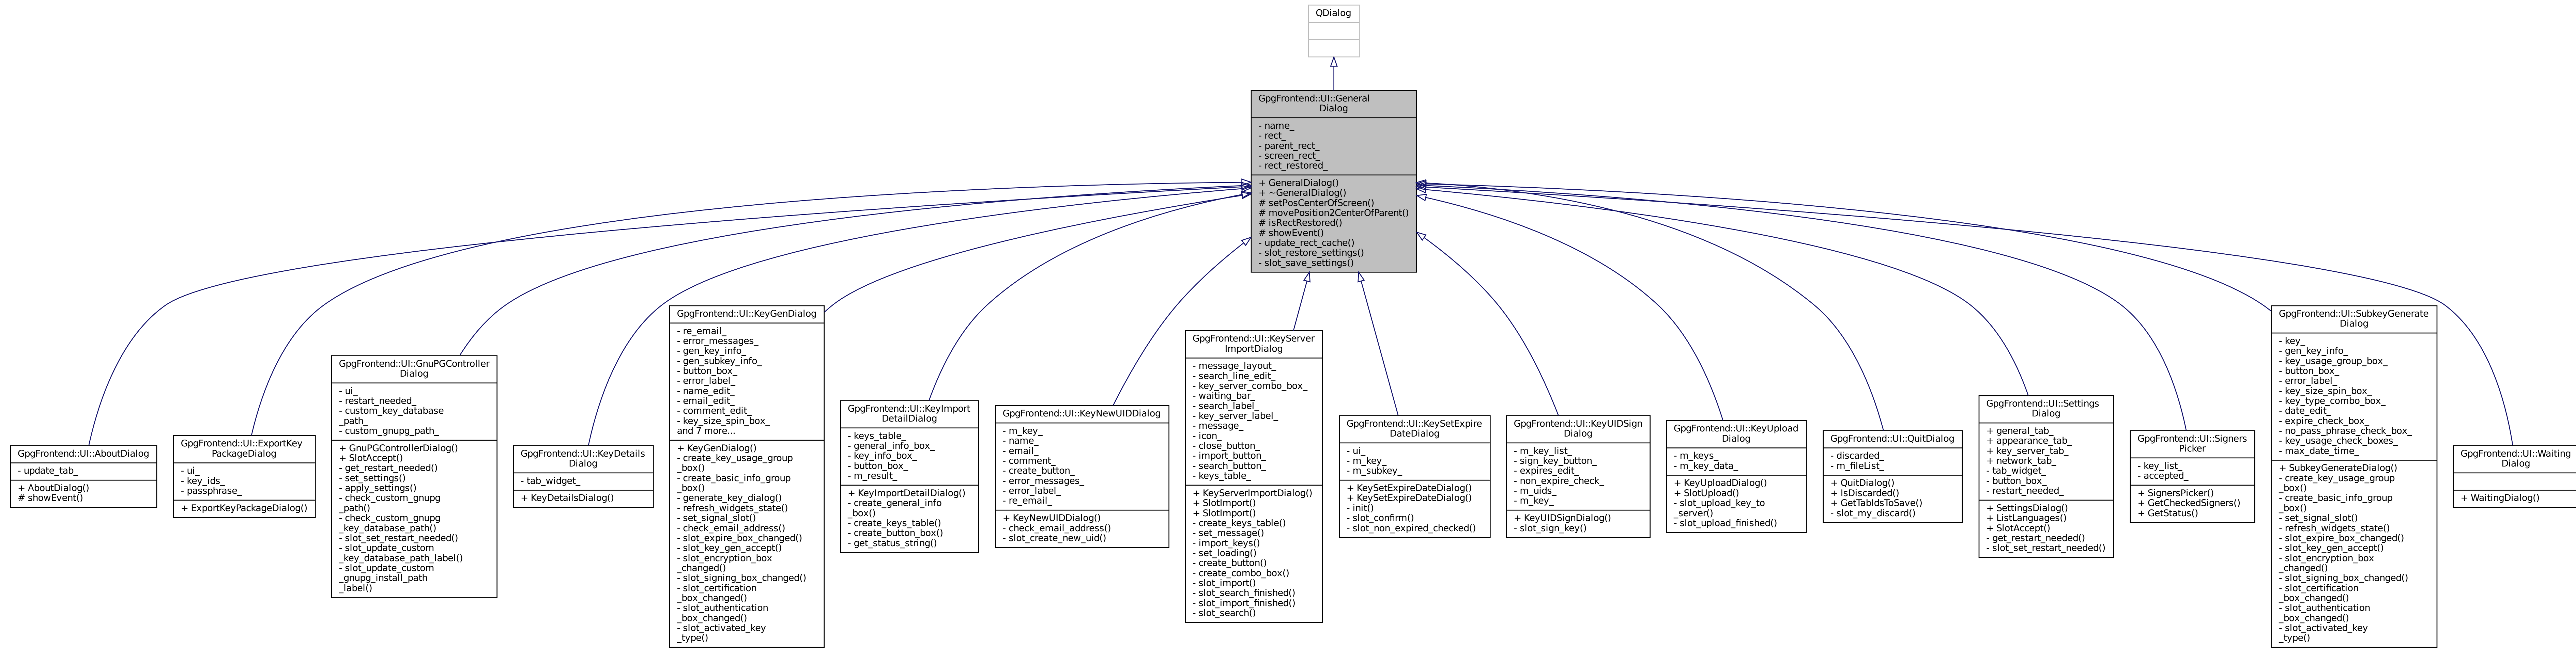 QDialog
GpgFrontend::UI::General
Dialog
- name_
- rect_
- parent_rect_
- screen_rect_
- rect_restored_
+ GeneralDialog()
+ ~GeneralDialog()
# setPosCenterOfScreen()
# movePosition2CenterOfParent()
# isRectRestored()
# showEvent()
- update_rect_cache()
- slot_restore_settings()
- slot_save_settings()
GpgFrontend::UI::AboutDialog
- update_tab_
+ AboutDialog()
# showEvent()
GpgFrontend::UI::ExportKey
PackageDialog
- ui_
- key_ids_
- passphrase_
+ ExportKeyPackageDialog()
GpgFrontend::UI::GnuPGController
Dialog
- ui_
- restart_needed_
- custom_key_database
_path_
- custom_gnupg_path_
+ GnuPGControllerDialog()
+ SlotAccept()
- get_restart_needed()
- set_settings()
- apply_settings()
- check_custom_gnupg
_path()
- check_custom_gnupg
_key_database_path()
- slot_set_restart_needed()
- slot_update_custom
_key_database_path_label()
- slot_update_custom
_gnupg_install_path
_label()
GpgFrontend::UI::KeyDetails
Dialog
- tab_widget_
+ KeyDetailsDialog()
GpgFrontend::UI::KeyGenDialog
- re_email_
- error_messages_
- gen_key_info_
- gen_subkey_info_
- button_box_
- error_label_
- name_edit_
- email_edit_
- comment_edit_
- key_size_spin_box_
and 7 more...
+ KeyGenDialog()
- create_key_usage_group
_box()
- create_basic_info_group
_box()
- generate_key_dialog()
- refresh_widgets_state()
- set_signal_slot()
- check_email_address()
- slot_expire_box_changed()
- slot_key_gen_accept()
- slot_encryption_box
_changed()
- slot_signing_box_changed()
- slot_certification
_box_changed()
- slot_authentication
_box_changed()
- slot_activated_key
_type()
GpgFrontend::UI::KeyImport
DetailDialog
- keys_table_
- general_info_box_
- key_info_box_
- button_box_
- m_result_
+ KeyImportDetailDialog()
- create_general_info
_box()
- create_keys_table()
- create_button_box()
- get_status_string()
GpgFrontend::UI::KeyNewUIDDialog
- m_key_
- name_
- email_
- comment_
- create_button_
- error_messages_
- error_label_
- re_email_
+ KeyNewUIDDialog()
- check_email_address()
- slot_create_new_uid()
GpgFrontend::UI::KeyServer
ImportDialog
- message_layout_
- search_line_edit_
- key_server_combo_box_
- waiting_bar_
- search_label_
- key_server_label_
- message_
- icon_
- close_button_
- import_button_
- search_button_
- keys_table_
+ KeyServerImportDialog()
+ SlotImport()
+ SlotImport()
- create_keys_table()
- set_message()
- import_keys()
- set_loading()
- create_button()
- create_combo_box()
- slot_import()
- slot_search_finished()
- slot_import_finished()
- slot_search()
GpgFrontend::UI::KeySetExpire
DateDialog
- ui_
- m_key_
- m_subkey_
+ KeySetExpireDateDialog()
+ KeySetExpireDateDialog()
- init()
- slot_confirm()
- slot_non_expired_checked()
GpgFrontend::UI::KeyUIDSign
Dialog
- m_key_list_
- sign_key_button_
- expires_edit_
- non_expire_check_
- m_uids_
- m_key_
+ KeyUIDSignDialog()
- slot_sign_key()
GpgFrontend::UI::KeyUpload
Dialog
- m_keys_
- m_key_data_
+ KeyUploadDialog()
+ SlotUpload()
- slot_upload_key_to
_server()
- slot_upload_finished()
GpgFrontend::UI::QuitDialog
- discarded_
- m_fileList_
+ QuitDialog()
+ IsDiscarded()
+ GetTabIdsToSave()
- slot_my_discard()
GpgFrontend::UI::Settings
Dialog
+ general_tab_
+ appearance_tab_
+ key_server_tab_
+ network_tab_
- tab_widget_
- button_box_
- restart_needed_
+ SettingsDialog()
+ ListLanguages()
+ SlotAccept()
- get_restart_needed()
- slot_set_restart_needed()
GpgFrontend::UI::Signers
Picker
- key_list_
- accepted_
+ SignersPicker()
+ GetCheckedSigners()
+ GetStatus()
GpgFrontend::UI::SubkeyGenerate
Dialog
- key_
- gen_key_info_
- key_usage_group_box_
- button_box_
- error_label_
- key_size_spin_box_
- key_type_combo_box_
- date_edit_
- expire_check_box_
- no_pass_phrase_check_box_
- key_usage_check_boxes_
- max_date_time_
+ SubkeyGenerateDialog()
- create_key_usage_group
_box()
- create_basic_info_group
_box()
- set_signal_slot()
- refresh_widgets_state()
- slot_expire_box_changed()
- slot_key_gen_accept()
- slot_encryption_box
_changed()
- slot_signing_box_changed()
- slot_certification
_box_changed()
- slot_authentication
_box_changed()
- slot_activated_key
_type()
GpgFrontend::UI::Waiting
Dialog
+ WaitingDialog()